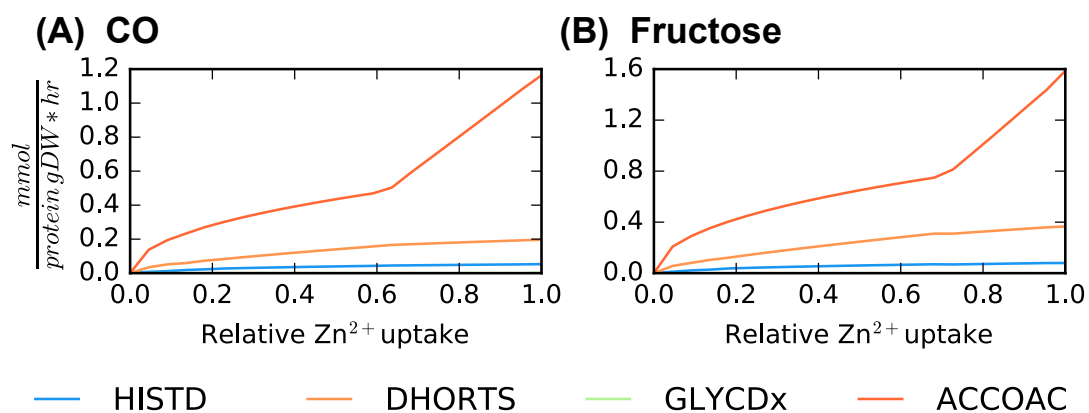 (A) CO
(B) Fructose
mmol
protein gDW * hr
1.2
1.0
0.8
0.6
0.4
0.2
0.0
0.0 0.2 0.4 0.6 0.8 1.0
Relative Zn²⁺ uptake
1.6
1.2
0.8
0.4
0.0
0.0 0.2 0.4 0.6 0.8 1.0
Relative Zn²⁺ uptake
HISTD DHORTS GLYCDx ACCOAC